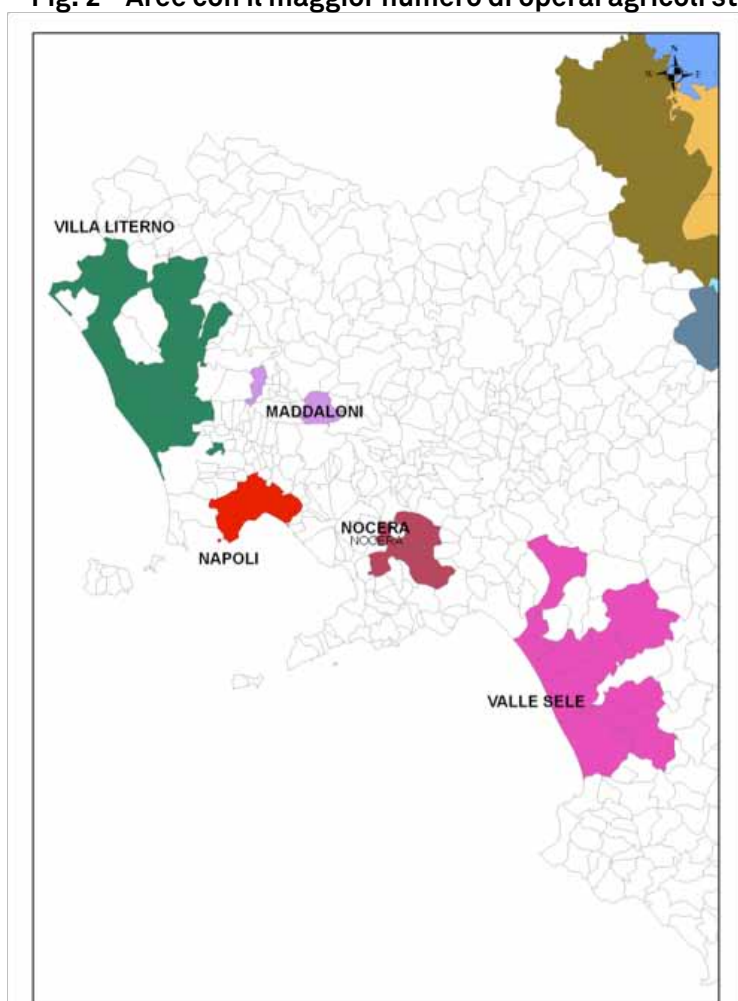 Fig. 2 - Aree con il maggior numero di operai agricoli st
N
W E
VILLA LITERNO
MADDALONI
NOCERA
NOCERA
NAPOLI
VALLE SELE